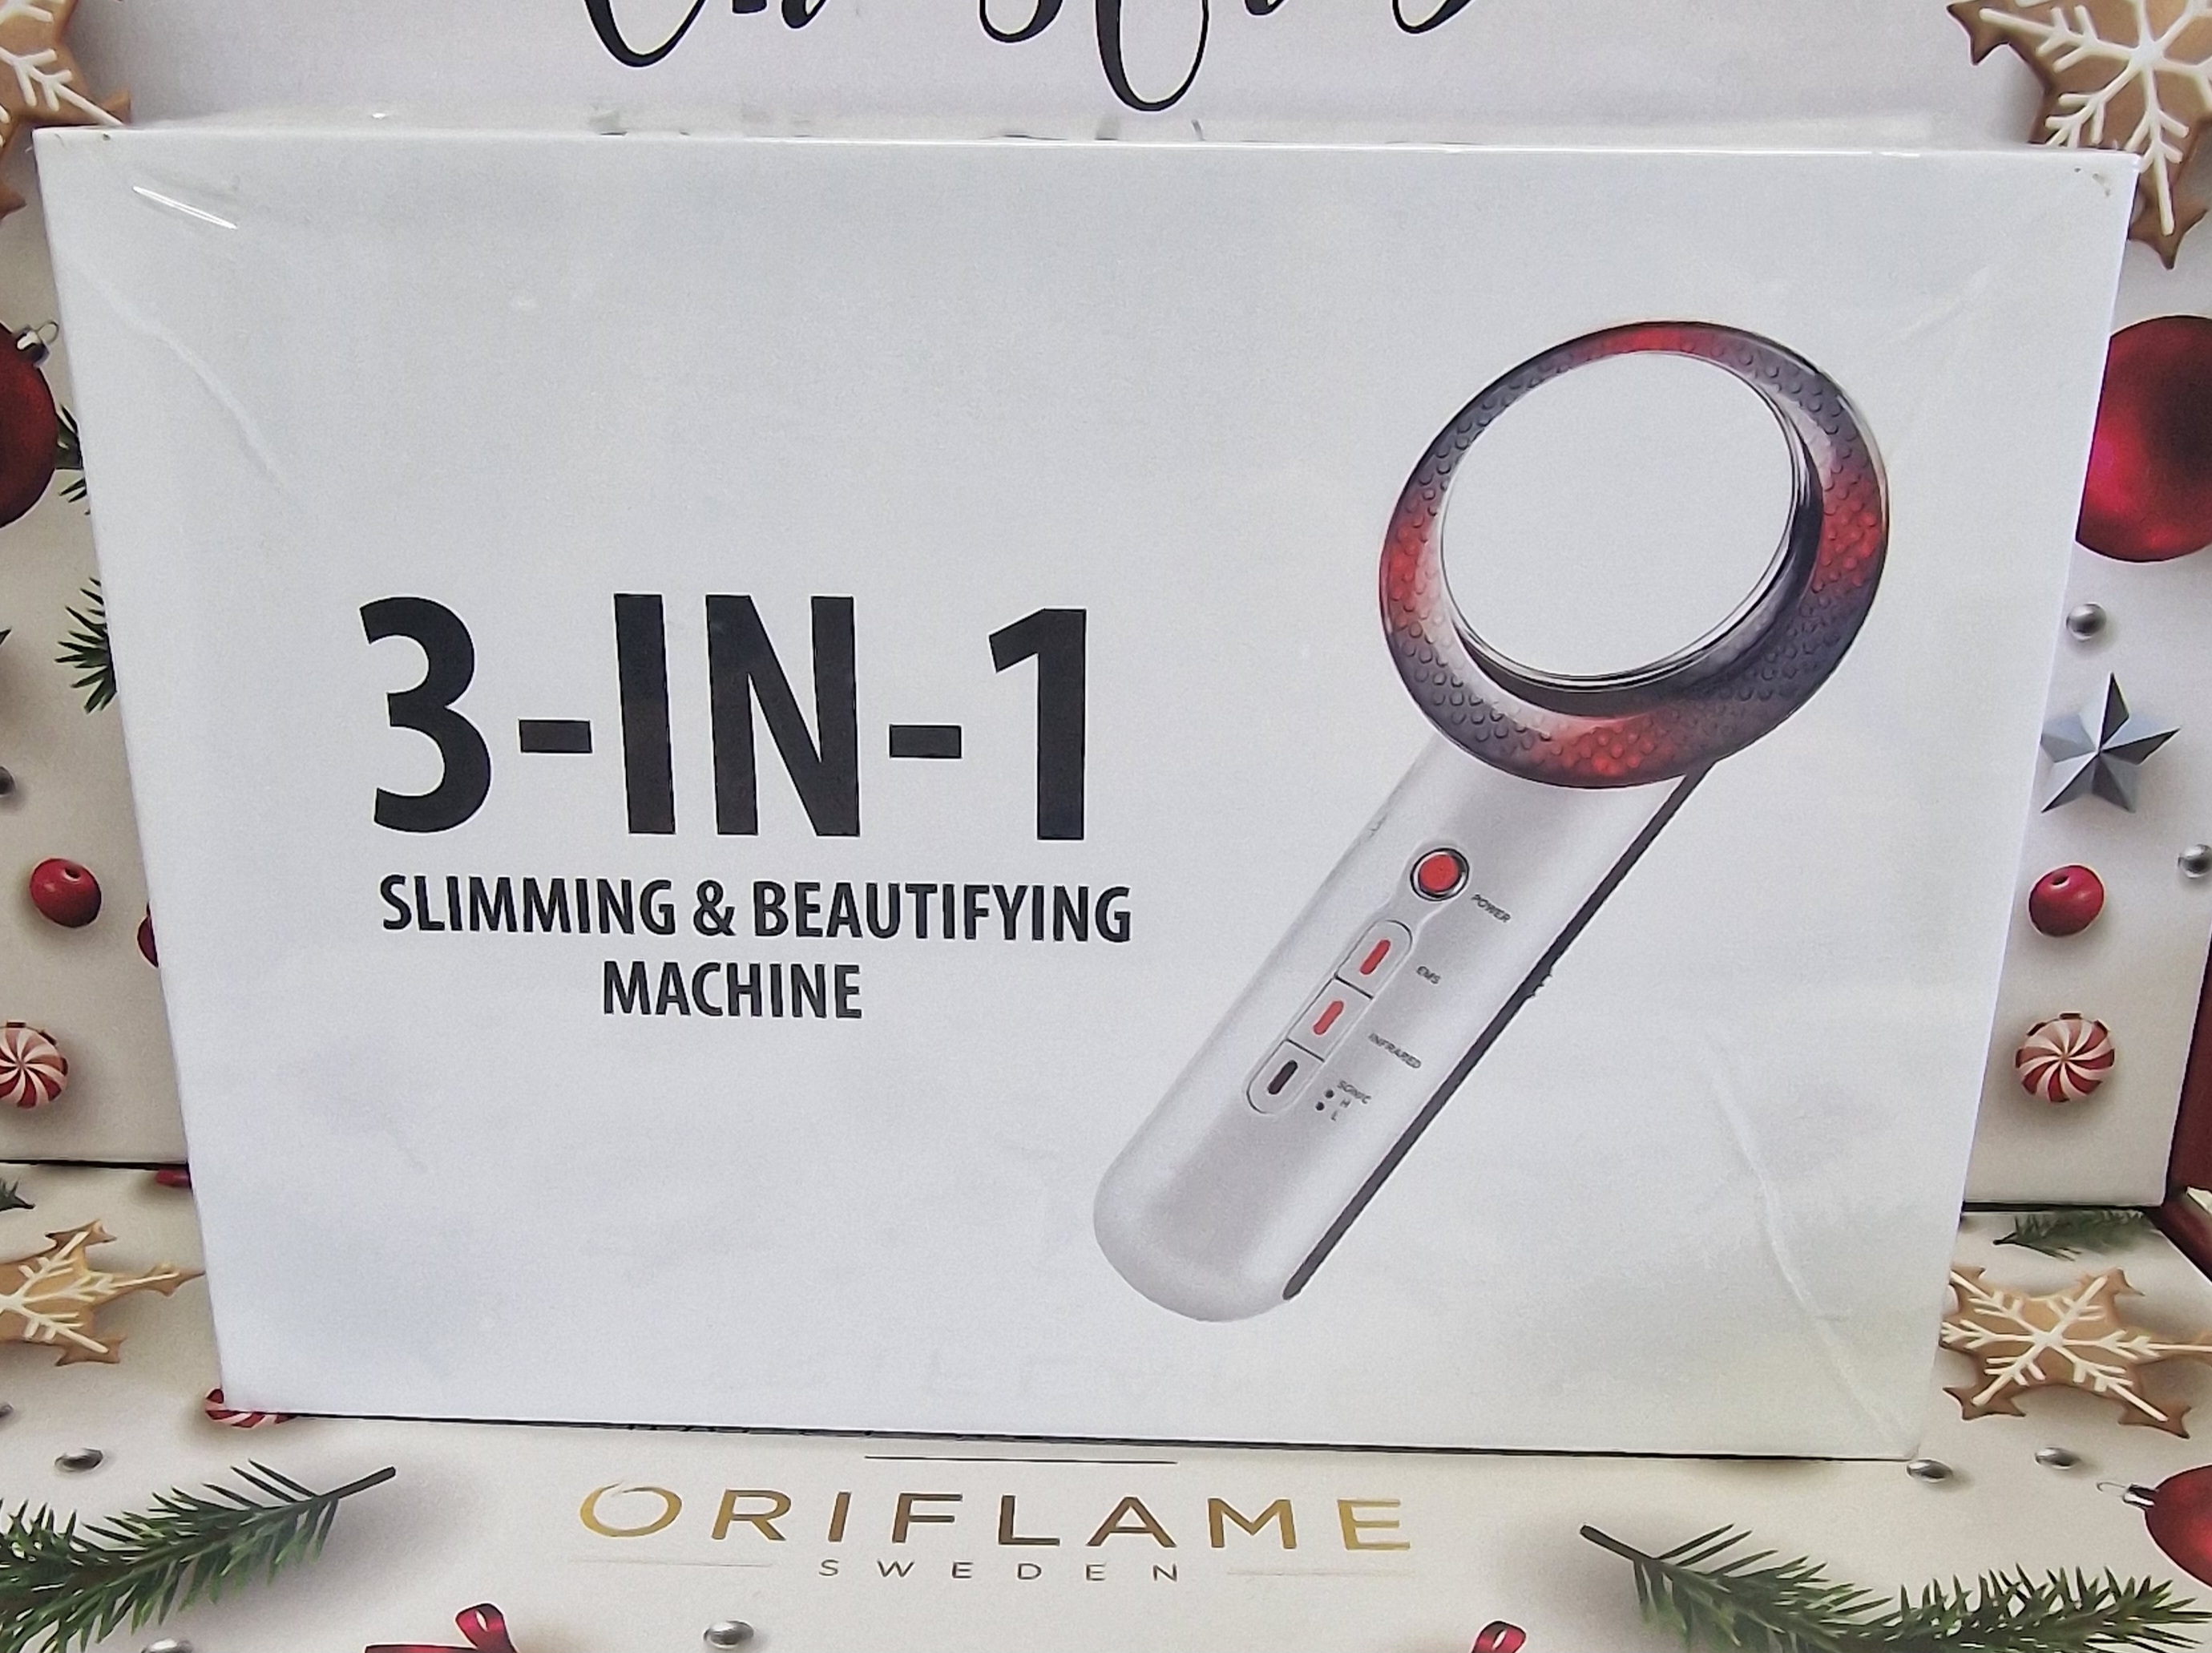 3-IN-1
SLIMMING & BEAUTIFYING
MACHINE
POWER
EMS
INFRARED
SONIC
H
L
ORIFLAME
SWEDEN